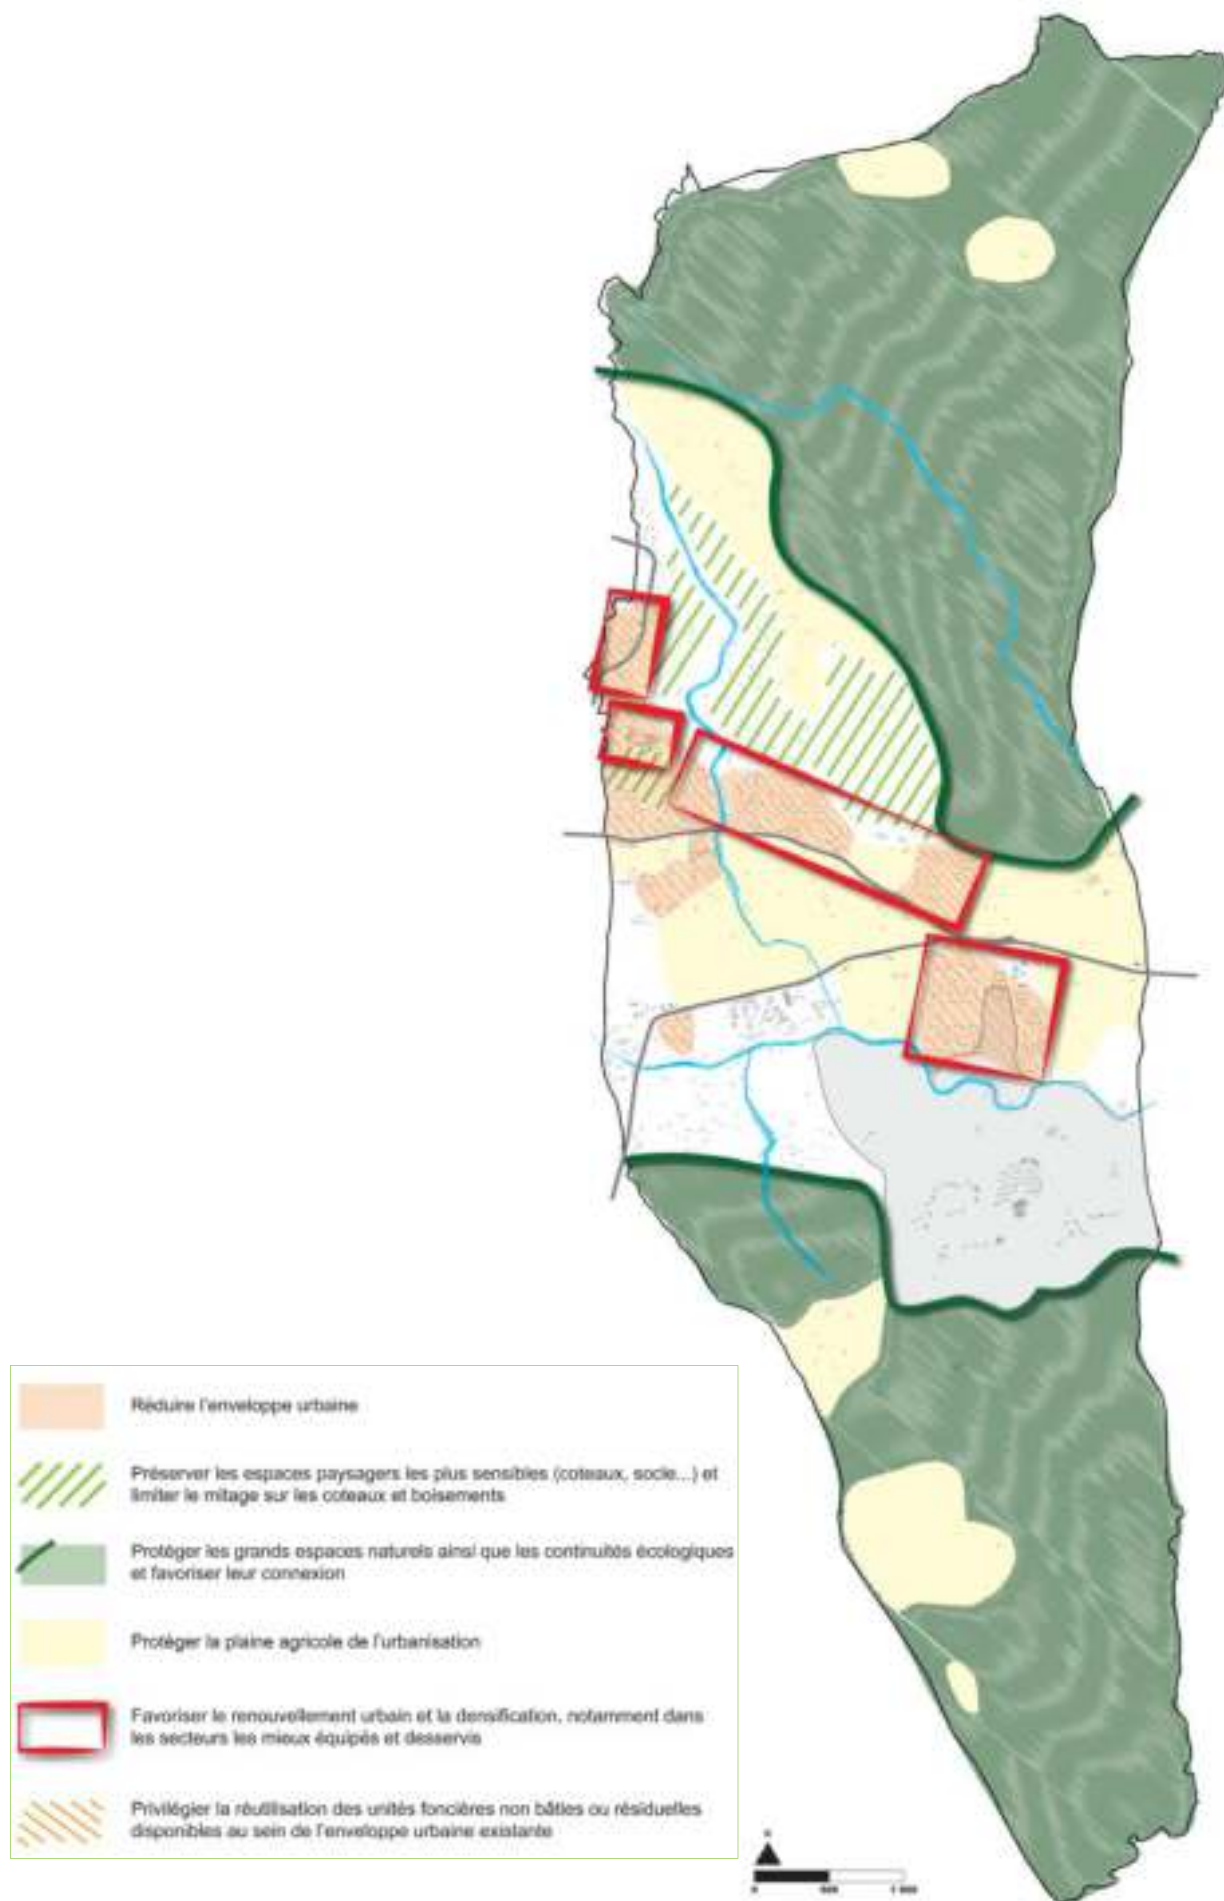 Réduire l'enveloppe urbaine
Préserver les espaces paysagers les plus sensibles (coteaux, socle...) et
limiter le mitage sur les coteaux et boisements
Protéger les grands espaces naturels ainsi que les continuités écologiques
et favoriser leur connexion
Protéger la plaine agricole de l'urbanisation
Favoriser le renouvellement urbain et la densification, notamment dans
les secteurs les mieux équipés et desservis
Privilégier la réutilisation des unités foncières non bâties ou résiduelles
disponibles au sein de l'enveloppe urbaine existante